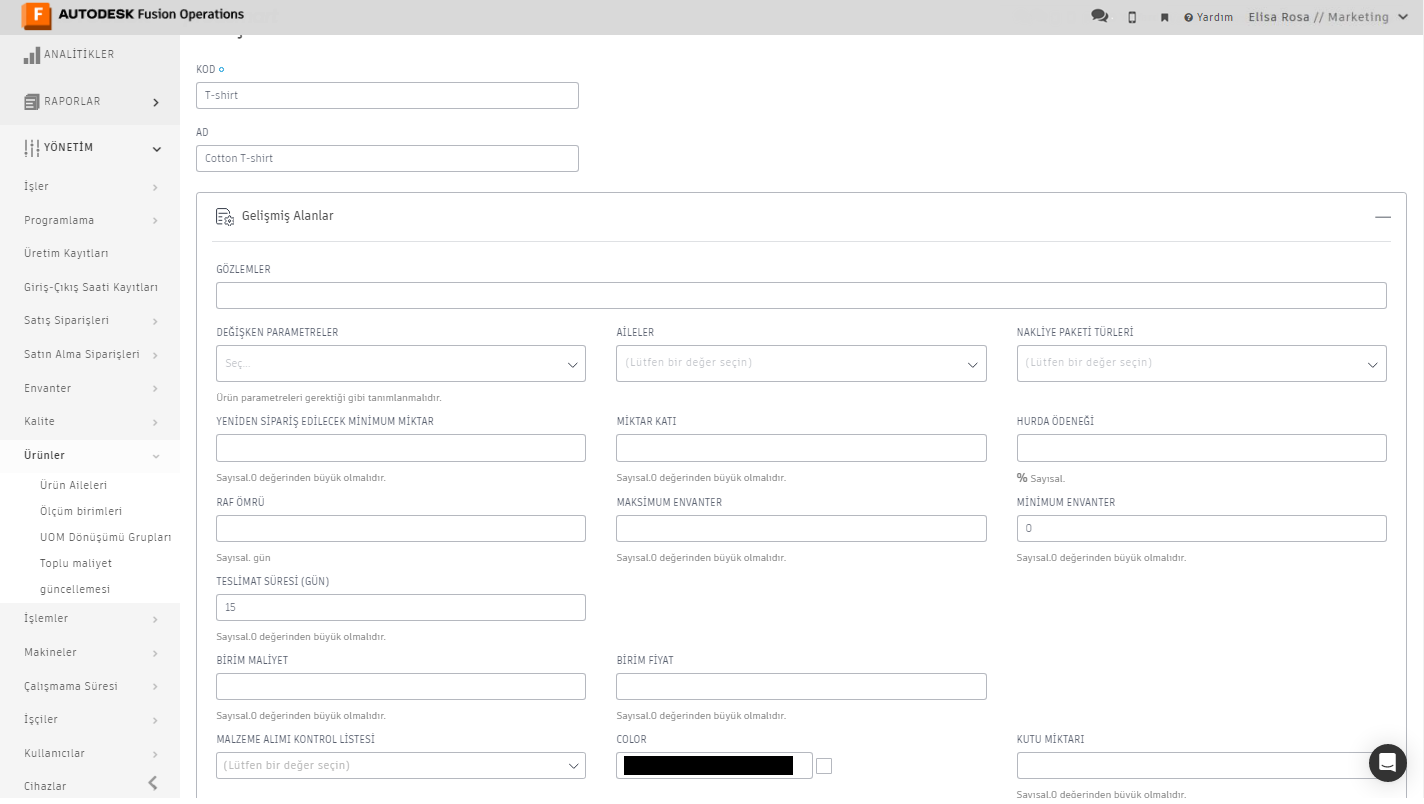 AUTODESK Fusion Operations
Yardım
Elisa Rosa // Marketing
ANALİTİKLER
RAPORLAR
YÖNETİM
İşler
Programlama
Üretim Kayıtları
Giriş-Çıkış Saati Kayıtları
Satış Siparişleri
Satın Alma Siparişleri
Envanter
Kalite
Ürünler
Ürün Aileleri
Ölçüm birimleri
UOM Dönüşümü Grupları
Toplu maliyet
güncellemesi
İşlemler
Makineler
Çalışmama Süresi
İşçiler
Kullanıcılar
Cihazlar
KOD
T-shirt
AD
Cotton T-shirt
Gelişmiş Alanlar
GÖZLEMLER
DEĞİŞKEN PARAMETRELER
AİLELER
NAKLİYE PAKETİ TÜRLERİ
Seç...
(Lütfen bir değer seçin)
(Lütfen bir değer seçin)
Ürün parametreleri gerektiği gibi tanımlanmalıdır.
YENİDEN SİPARİŞ EDİLECEK MİNİMUM MİKTAR
MİKTAR KATI
HURDA ÖDENEĞİ
Sayısal.0 değerinden büyük olmalıdır.
Sayısal.0 değerinden büyük olmalıdır.
% Sayısal.
RAF ÖMRÜ
MAKSİMUM ENVANTER
MİNİMUM ENVANTER
0
Sayısal. gün
Sayısal.0 değerinden büyük olmalıdır.
Sayısal.0 değerinden büyük olmalıdır.
TESLİMAT SÜRESİ (GÜN)
15
Sayısal.0 değerinden büyük olmalıdır.
BİRİM MALİYET
BİRİM FİYAT
Sayısal.0 değerinden büyük olmalıdır.
Sayısal.0 değerinden büyük olmalıdır.
MALZEME ALIMI KONTROL LİSTESİ
COLOR
KUTU MİKTARI
(Lütfen bir değer seçin)
Sayısal.0 değerinden büyük olmalıdır.